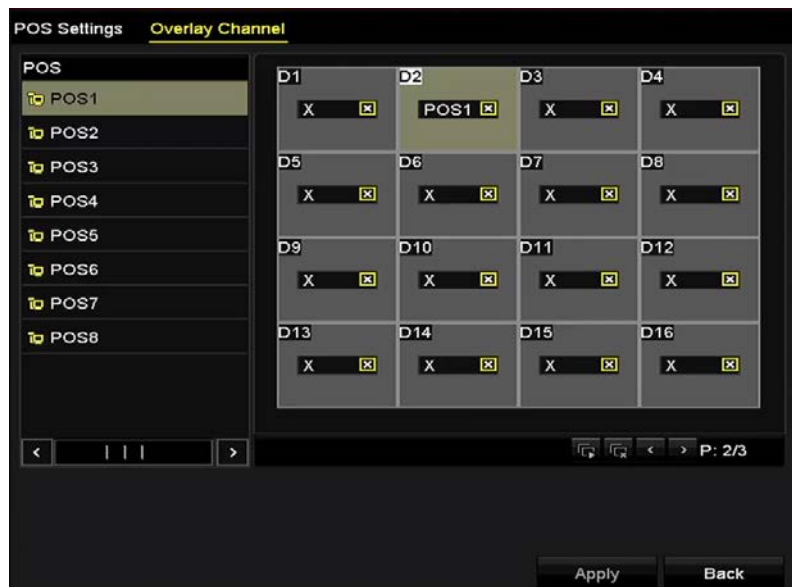 POS Settings Overlay Channel
POS
POS1
POS2
POS3
POS4
POS5
POS6
POS7
POS8
D1 D2 D3 D4
X POS1 X X
D5 D6 D7 D8
X X X X
D9 D10 D11 D12
X X X X
D13 D14 D15 D16
X X X X
P: 2/3
Apply Back